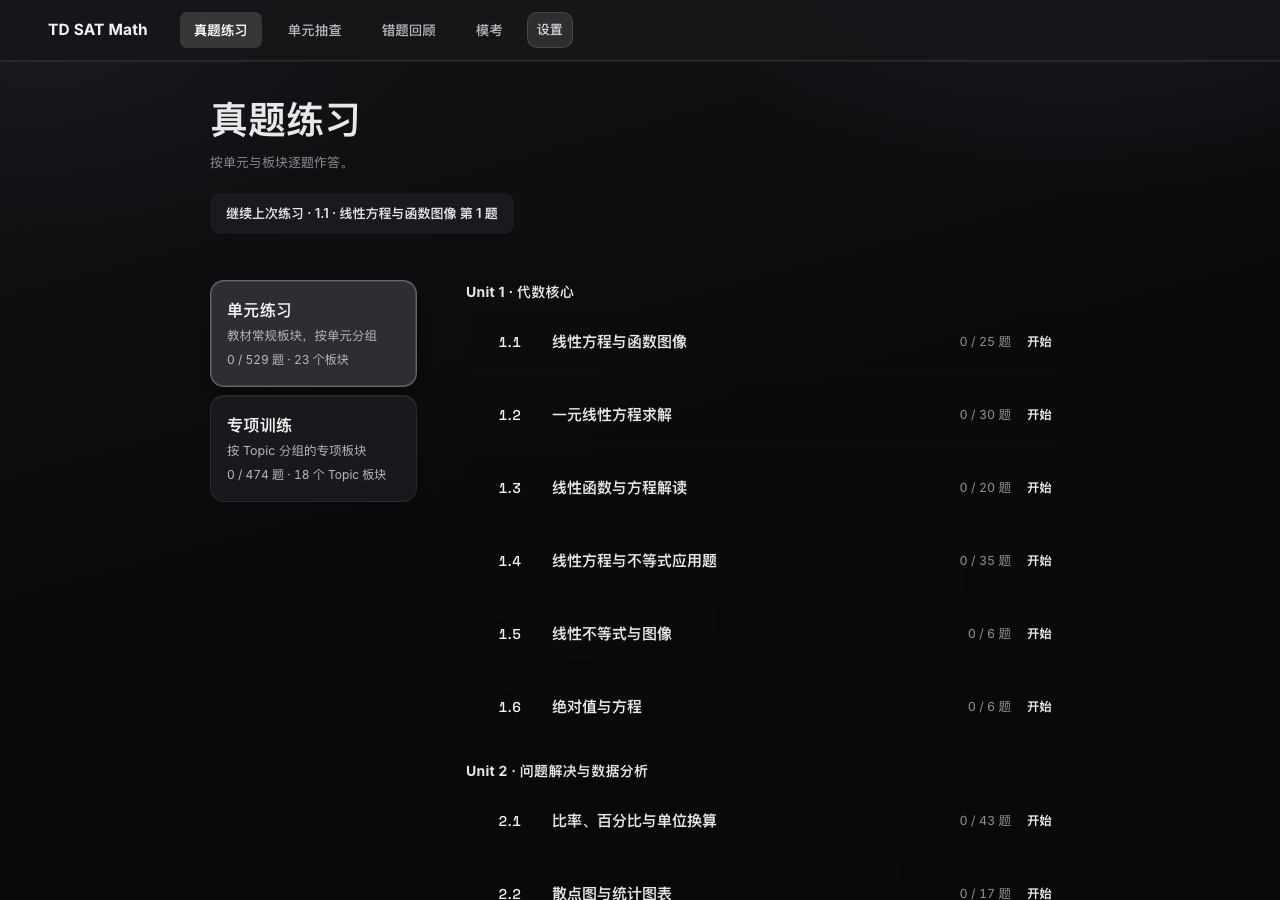 TD SAT Math 真题练习 单元抽查 错题回顾 模考 设置
真题练习
按单元与板块逐题作答。
继续上次练习 · 1.1 · 线性方程与函数图像 第 1 题
单元练习
教材常规板块，按单元分组
0 / 529 题 · 23 个板块
专项训练
按 Topic 分组的专项板块
0 / 474 题 · 18 个 Topic 板块
Unit 1 · 代数核心
1.1 线性方程与函数图像 0 / 25 题 开始
1.2 一元线性方程求解 0 / 30 题 开始
1.3 线性函数与方程解读 0 / 20 题 开始
1.4 线性方程与不等式应用题 0 / 35 题 开始
1.5 线性不等式与图像 0 / 6 题 开始
1.6 绝对值与方程 0 / 6 题 开始
Unit 2 · 问题解决与数据分析
2.1 比率、百分比与单位换算 0 / 43 题 开始
2.2 散点图与统计图表 0 / 17 题 开始